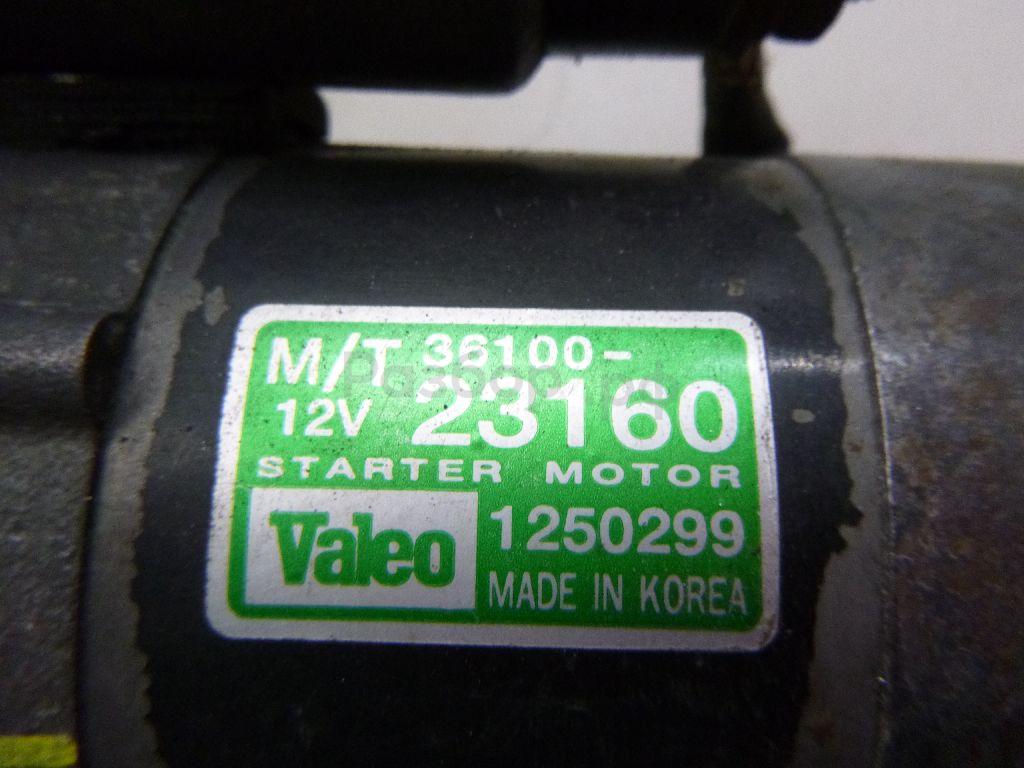 M/T 36100-
12V 23160
STARTER MOTOR
Valeo 1250299
MADE IN KOREA